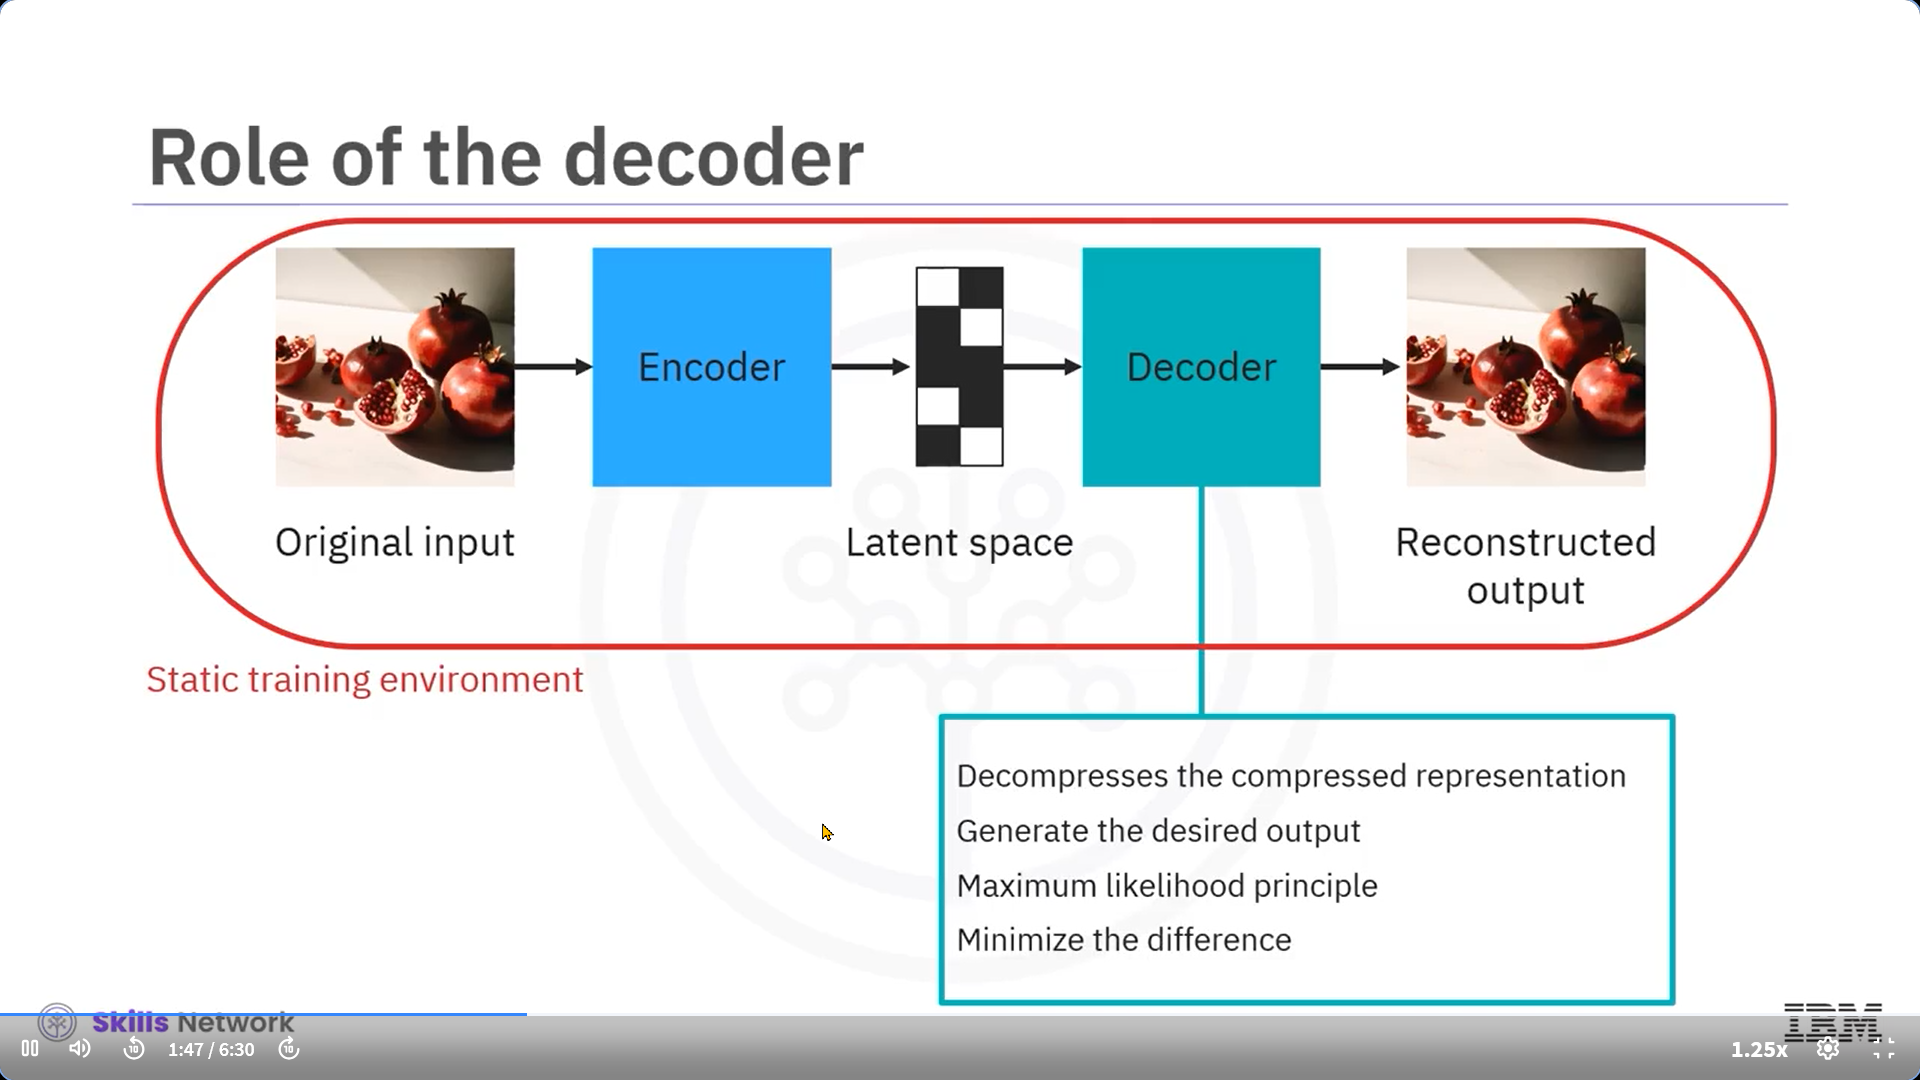 Role of the decoder
Encoder
Decoder
Original input
Latent space
Reconstructed
output
Static training environment
Decompresses the compressed representation
Generate the desired output
Maximum likelihood principle
Minimize the difference
Skills Network
IBM
10
1:47 / 6:30
10
1.25x